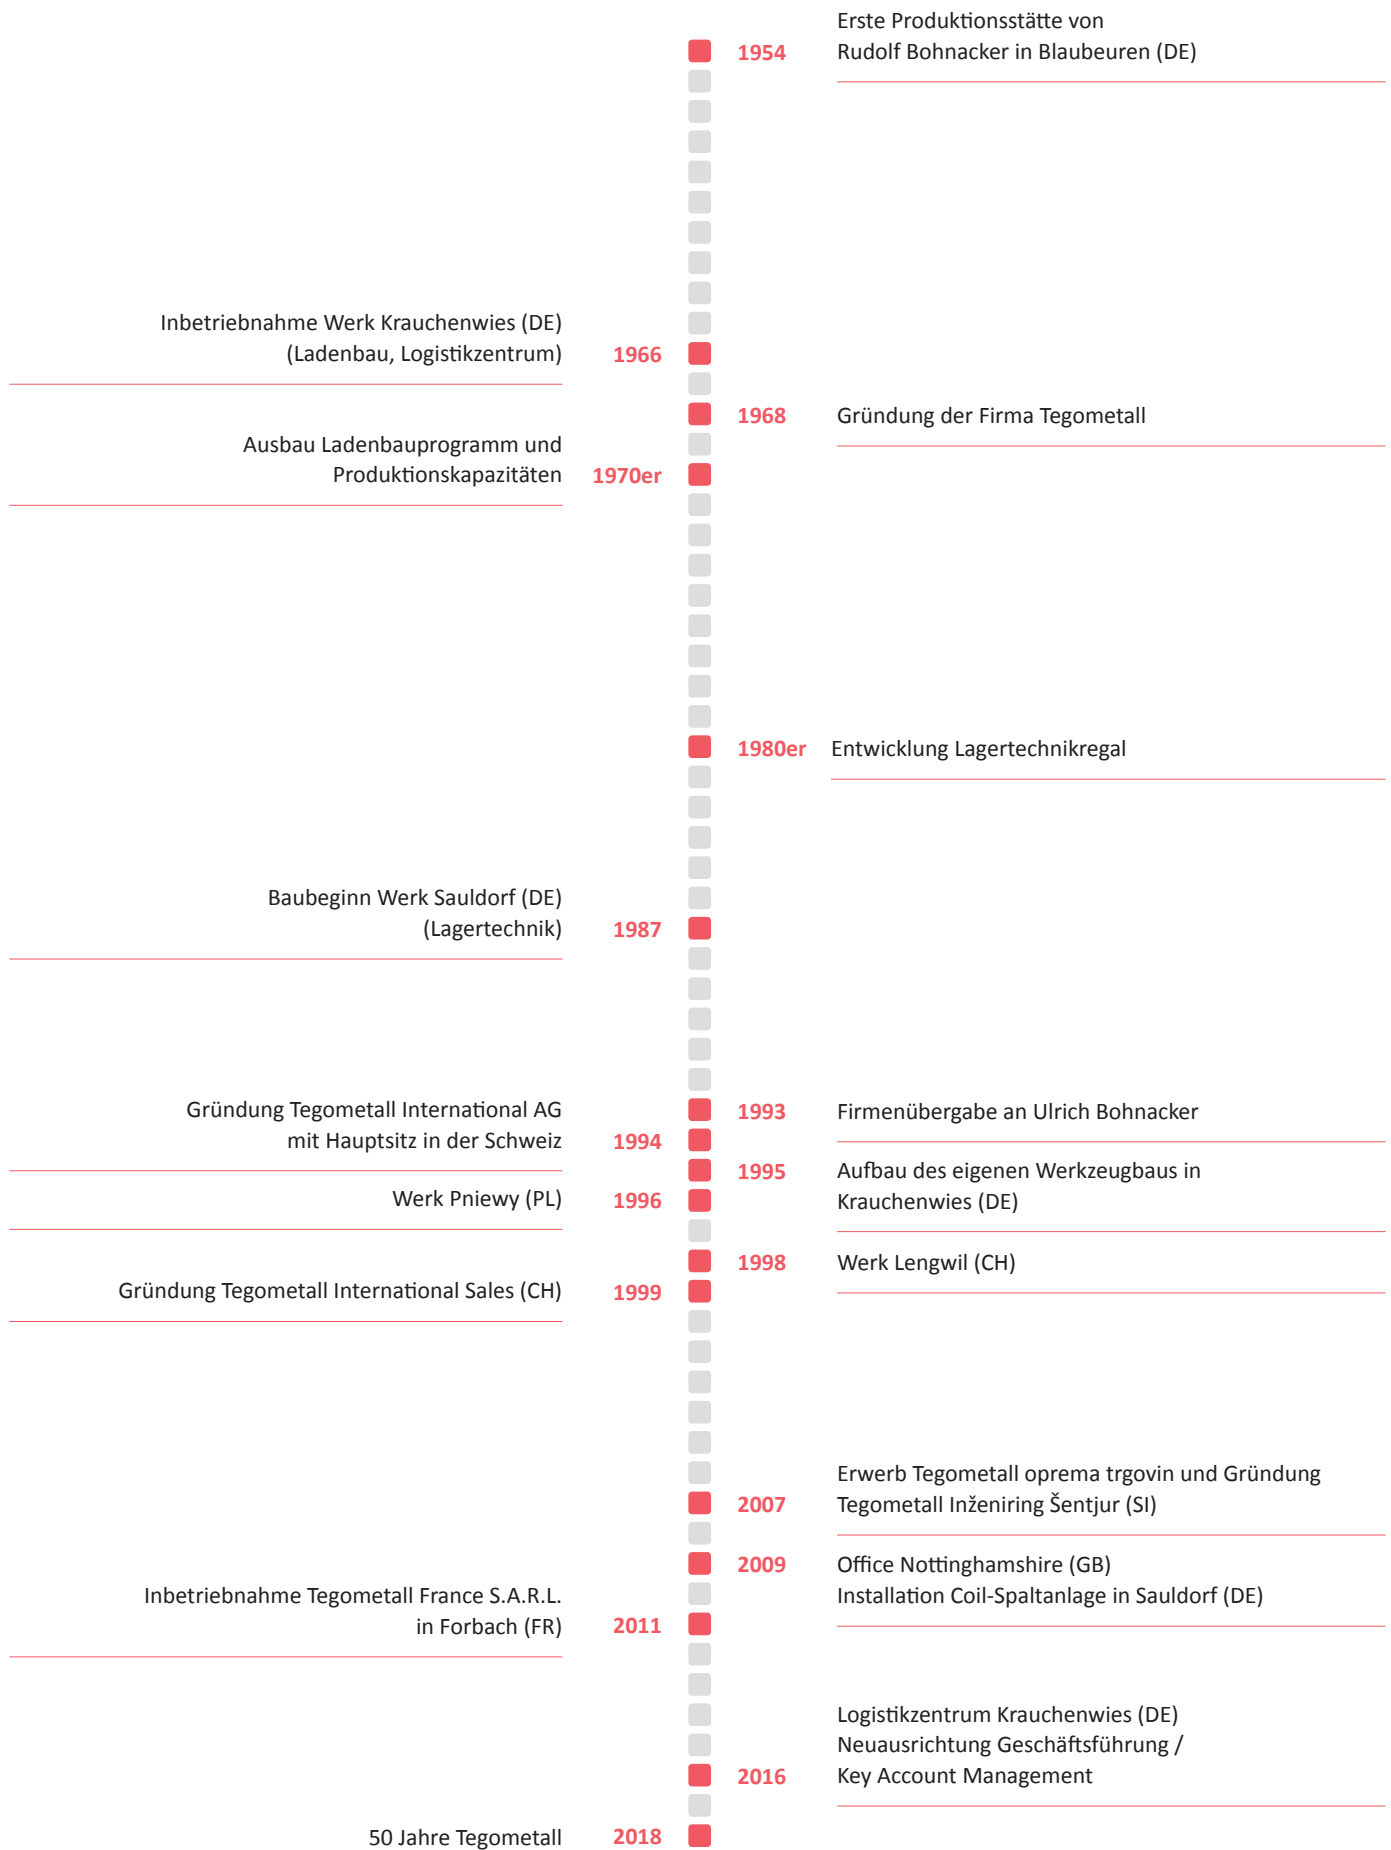 Erste Produktionsstätte von
1954 Rudolf Bohnacker in Blaubeuren (DE)
Inbetriebnahme Werk Krauchenwies (DE)
(Ladenbau, Logistikzentrum) 1966
1968 Gründung der Firma Tegometall
Ausbau Ladenbauprogramm und
Produktionskapazitäten 1970er
1980er Entwicklung Lagertechnikregal
Baubeginn Werk Sauldorf (DE)
(Lagertechnik) 1987
1993 Firmenübergabe an Ulrich Bohnacker
Gründung Tegometall International AG
mit Hauptsitz in der Schweiz 1994
1995 Aufbau des eigenen Werkzeugbaus in
Krauchenwies (DE)
Werk Pniewy (PL) 1996
1998 Werk Lengwil (CH)
Gründung Tegometall International Sales (CH) 1999
Erwerb Tegometall oprema trgovin und Gründung
2007 Tegometall Inženiring Šentjur (SI)
2009 Office Nottinghamshire (GB)
Installation Coil-Spaltanlage in Sauldorf (DE)
Inbetriebnahme Tegometall France S.A.R.L.
in Forbach (FR) 2011
Logistikzentrum Krauchenwies (DE)
Neuausrichtung Geschäftsführung /
2016 Key Account Management
50 Jahre Tegometall 2018